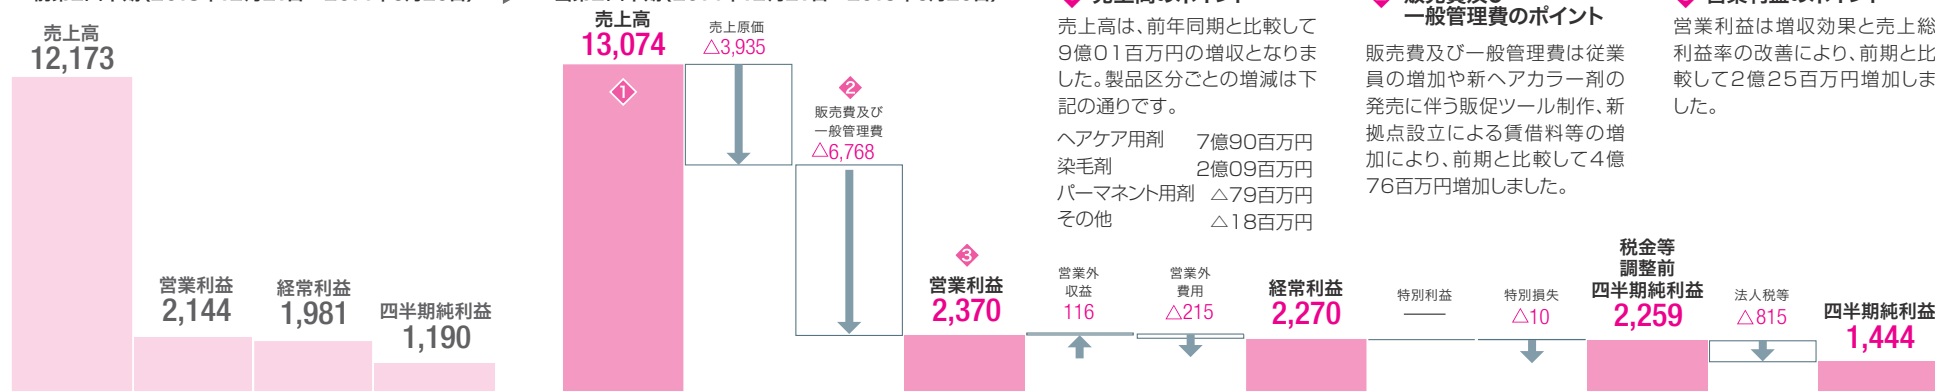 売上高
12,173
営業利益
2,144
経常利益
1,981
四半期純利益
1,190
売上高
13,074
1
売上原価
△3,935
2
販売費及び
一般管理費
△6,768
3
営業利益
2,370
営業外
収益
116
営業外
費用
△215
経常利益
2,270
特別利益
特別損失
△10
税金等
調整前
四半期純利益
2,259
法人税等
△815
四半期純利益
1,444
売上高は、前年同期と比較して
9億01百万円の増収となりま
した。製品区分ごとの増減は下
記の通りです。
ヘアケア用剤 7億90百万円
染毛剤 2億09百万円
パーマネント用剤 △79百万円
その他 △18百万円
一般管理費のポイント
販売費及び一般管理費は従業
員の増加や新ヘアカラー剤の
発売に伴う販促ツール制作、新
拠点設立による賃借料等の増
加により、前期と比較して4億
76百万円増加しました。
営業利益は増収効果と売上総
利益率の改善により、前期と比
較して2億25百万円増加しま
した。